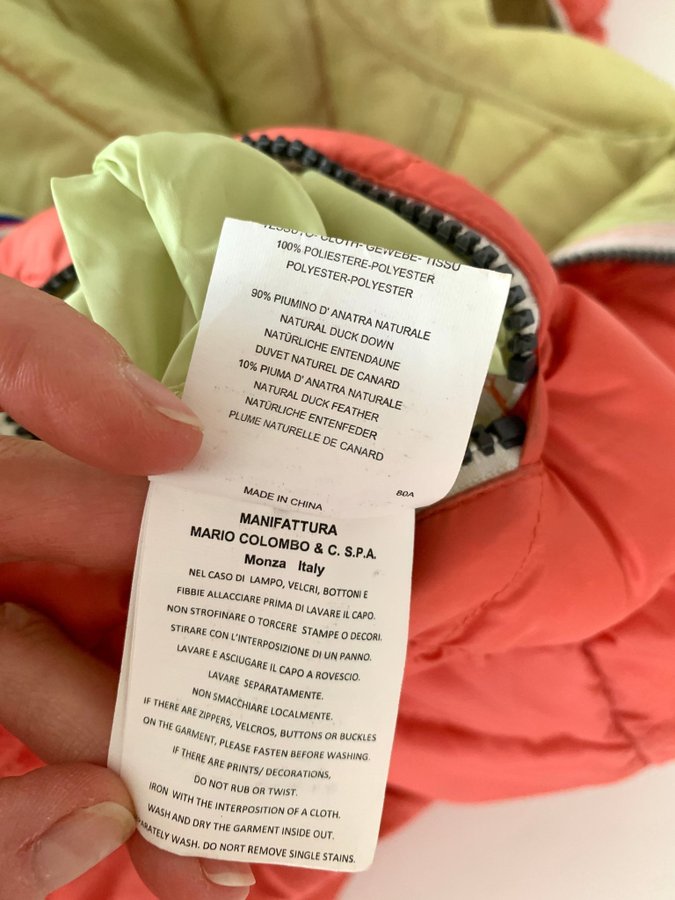 TESSUTO- CLOTH- GEWEBE- TISSU
100% POLIESTERE-POLYESTER
POLYESTER-POLYESTER
90% PIUMINO D' ANATRA NATURALE
NATURAL DUCK DOWN
NATÜRLICHE ENTENDAUNE
DUVET NATUREL DE CANARD
10% PIUMA D' ANATRA NATURALE
NATURAL DUCK FEATHER
NATÜRLICHE ENTENFEDER
PLUME NATURELLE DE CANARD
80A
MADE IN CHINA
MANIFATTURA
MARIO COLOMBO & C. S.P.A.
Monza Italy
NEL CASO DI LAMPO, VELCRI, BOTTONI E
FIBBIE ALLACCIARE PRIMA DI LAVARE IL CAPO.
NON STROFINARE O TORCERE STAMPE O DECORI.
STIRARE CON L'INTERPOSIZIONE DI UN PANNO.
LAVARE E ASCIUGARE IL CAPO A ROVESCIO.
LAVARE SEPARATAMENTE.
NON SMACCHIARE LOCALMENTE.
IF THERE ARE ZIPPERS, VELCROS, BUTTONS OR BUCKLES
ON THE GARMENT, PLEASE FASTEN BEFORE WASHING.
IF THERE ARE PRINTS/ DECORATIONS,
DO NOT RUB OR TWIST.
IRON WITH THE INTERPOSITION OF A CLOTH.
WASH AND DRY THE GARMENT INSIDE OUT.
ARATELY WASH. DO NORT REMOVE SINGLE STAINS.